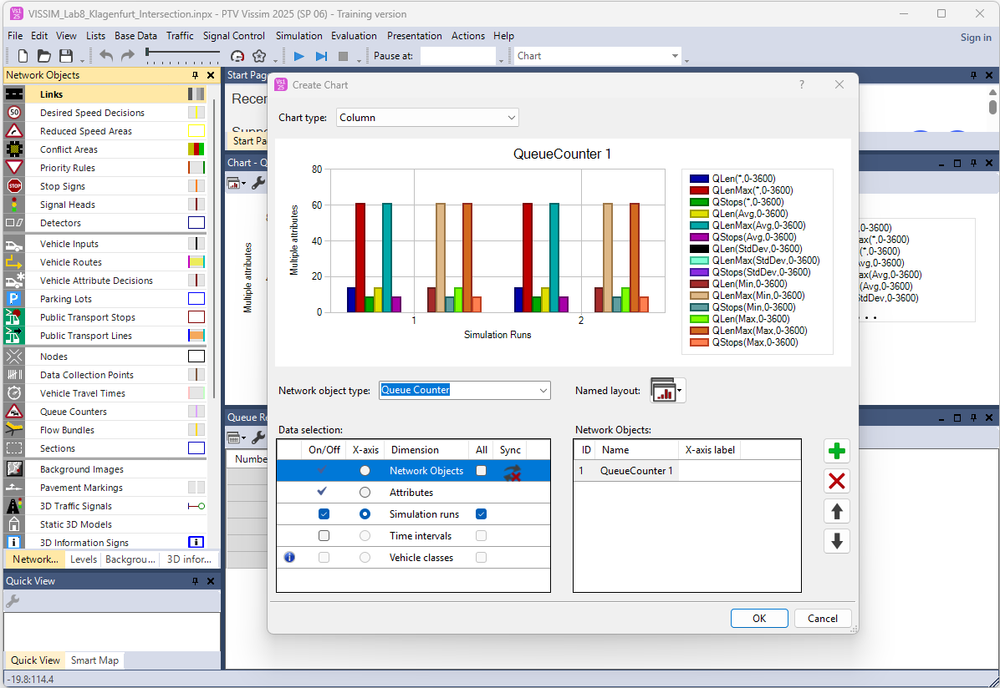 VISSIM_Lab8_Klagenfurt_Intersection.inpx - PTV Vissim 2025 (SP 06) - Training version
File Edit View Lists Base Data Traffic Signal Control Simulation Evaluation Presentation Actions Help
Sign in
Pause at:
Chart
Network Objects
Links
Desired Speed Decisions
Reduced Speed Areas
Conflict Areas
Priority Rules
Stop Signs
Signal Heads
Detectors
Vehicle Inputs
Vehicle Routes
Vehicle Attribute Decisions
Parking Lots
Public Transport Stops
Public Transport Lines
Nodes
Data Collection Points
Vehicle Travel Times
Queue Counters
Flow Bundles
Sections
Background Images
Pavement Markings
3D Traffic Signals
Static 3D Models
3D Information Signs
Network... Levels Backgrou... 3D infor...
Quick View
Quick View Smart Map
-19.8:114.4
Start Pag
Recen
Start Pa
Chart - Q
Multiple attributes
Queue Re
Numbe
,0-3600)
ax(*,0-3600)
(*,0-3600)
Avg,0-3600)
ax(Avg,0-3600)
(Avg,0-3600)
StdDev,0-3600)
. . .
Create Chart
Chart type: Column
QueueCounter 1
Multiple attributes
80
60
40
20
0
1 2
Simulation Runs
QLen(*,0-3600)
QLenMax(*,0-3600)
QStops(*,0-3600)
QLen(Avg,0-3600)
QLenMax(Avg,0-3600)
QStops(Avg,0-3600)
QLen(StdDev,0-3600)
QLenMax(StdDev,0-3600)
QStops(StdDev,0-3600)
QLen(Min,0-3600)
QLenMax(Min,0-3600)
QStops(Min,0-3600)
QLen(Max,0-3600)
QLenMax(Max,0-3600)
QStops(Max,0-3600)
Network object type: Queue Counter
Named layout:
Data selection:
On/Off X-axis Dimension All Sync
Network Objects
Attributes
Simulation runs
Time intervals
Vehicle classes
Network Objects:
ID Name X-axis label
1 QueueCounter 1
OK Cancel